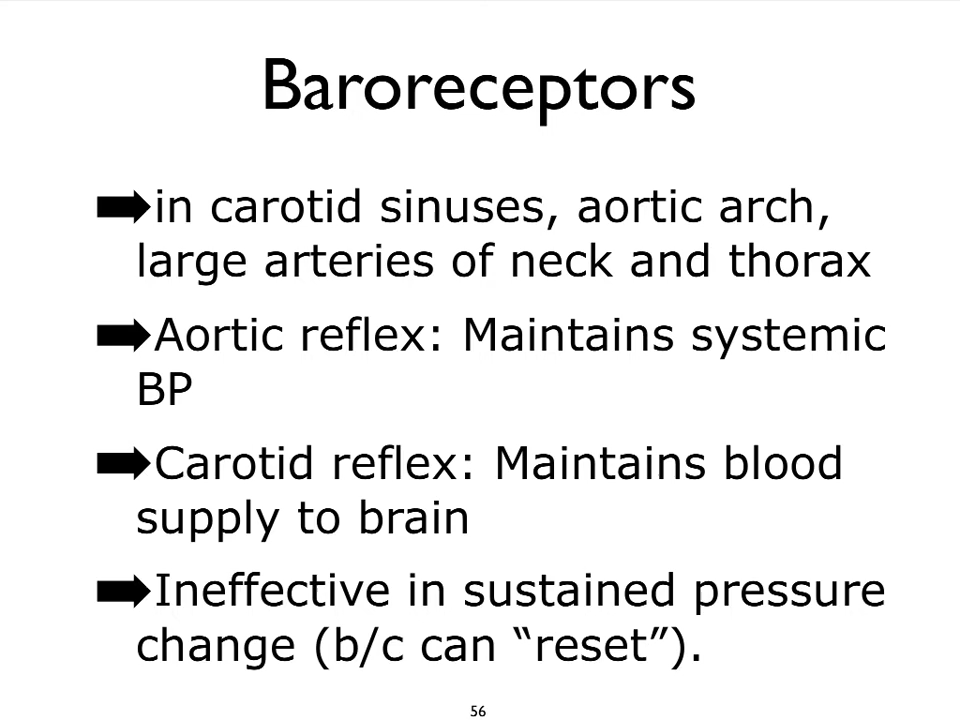 Baroreceptors
➡in carotid sinuses, aortic arch,
large arteries of neck and thorax
➡Aortic reflex: Maintains systemic
BP
➡Carotid reflex: Maintains blood
supply to brain
➡Ineffective in sustained pressure
change (b/c can “reset”).
56